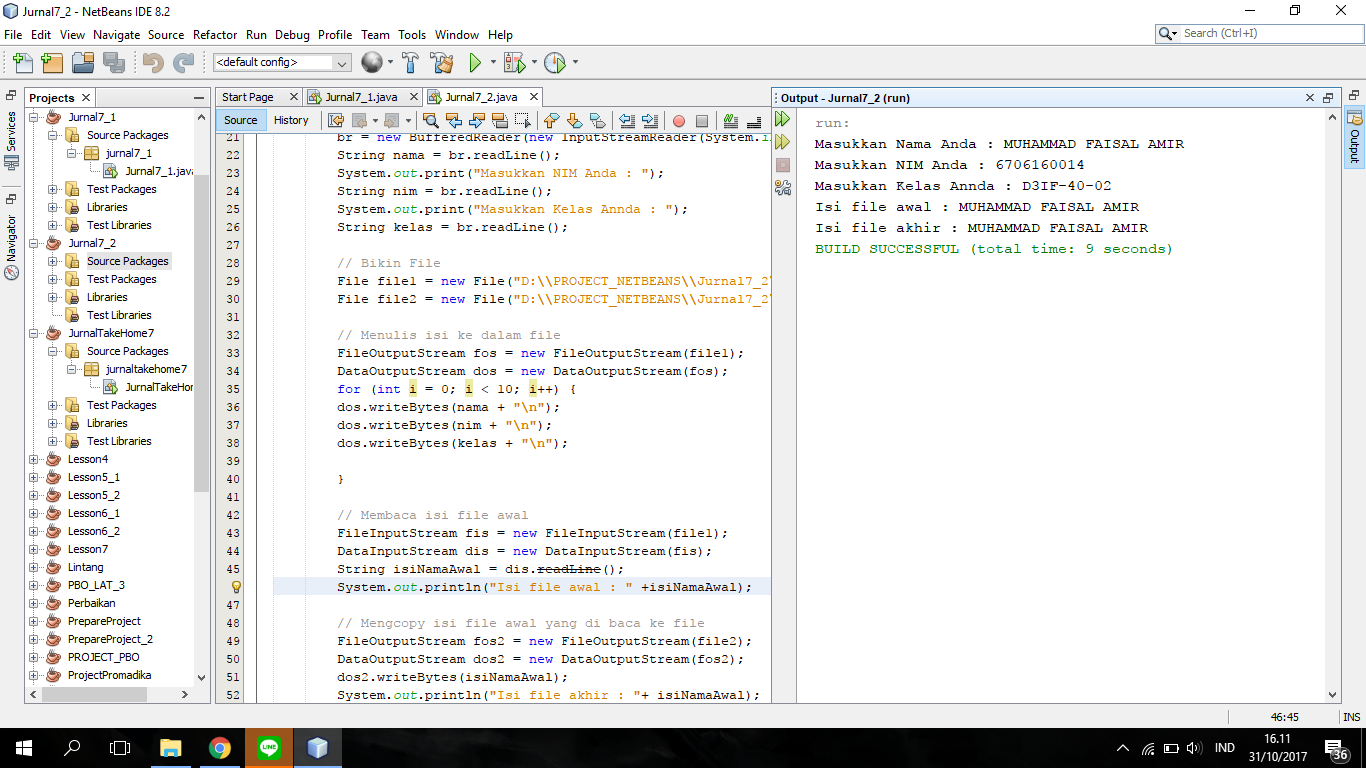 Jurnal7_2 - NetBeans IDE 8.2
File Edit View Navigate Source Refactor Run Debug Profile Team Tools Window Help
Search (Ctrl+I)
<default config>
Services
Navigator
Projects
Jurnal7_1
Source Packages
jurnal7_1
Jurnal7_1.java
Test Packages
Libraries
Test Libraries
Jurnal7_2
Source Packages
Test Packages
Libraries
Test Libraries
JurnalTakeHome7
Source Packages
jurnaltakehome7
JurnalTakeHor
Test Packages
Libraries
Test Libraries
Lesson4
Lesson5_1
Lesson5_2
Lesson6_1
Lesson6_2
Lesson7
Lintang
PBO_LAT_3
Perbaikan
PrepareProject
PrepareProject_2
PROJECT_PBO
ProjectPromadika
Start Page Jurnal7_1.java Jurnal7_2.java
Source History
21 br = new BufferedReader(new InputStreamReader(System.i
22 String nama = br.readLine();
23 System.out.print("Masukkan NIM Anda : ");
24 String nim = br.readLine();
25 System.out.print("Masukkan Kelas Annda : ");
26 String kelas = br.readLine();
27
28 // Bikin File
29 File file1 = new File("D:\\PROJECT_NETBEANS\\Jurnal7_2\
30 File file2 = new File("D:\\PROJECT_NETBEANS\\Jurnal7_2\
31
32 // Menulis isi ke dalam file
33 FileOutputStream fos = new FileOutputStream(file1);
34 DataOutputStream dos = new DataOutputStream(fos);
35 for (int i = 0; i < 10; i++) {
36 dos.writeBytes(nama + "\n");
37 dos.writeBytes(nim + "\n");
38 dos.writeBytes(kelas + "\n");
39
40 }
41
42 // Membaca isi file awal
43 FileInputStream fis = new FileInputStream(file1);
44 DataInputStream dis = new DataInputStream(fis);
45 String isiNamaAwal = dis.readLine();
System.out.println("Isi file awal : " +isiNamaAwal);
47
48 // Mengcopy isi file awal yang di baca ke file
49 FileOutputStream fos2 = new FileOutputStream(file2);
50 DataOutputStream dos2 = new DataOutputStream(fos2);
51 dos2.writeBytes(isiNamaAwal);
52 System.out.println("Isi file akhir : "+ isiNamaAwal);
Output - Jurnal7_2 (run)
run:
Masukkan Nama Anda : MUHAMMAD FAISAL AMIR
Masukkan NIM Anda : 6706160014
Masukkan Kelas Annda : D3IF-40-02
Isi file awal : MUHAMMAD FAISAL AMIR
Isi file akhir : MUHAMMAD FAISAL AMIR
BUILD SUCCESSFUL (total time: 9 seconds)
Output
46:45 INS
LINE
IND
16.11
31/10/2017
36